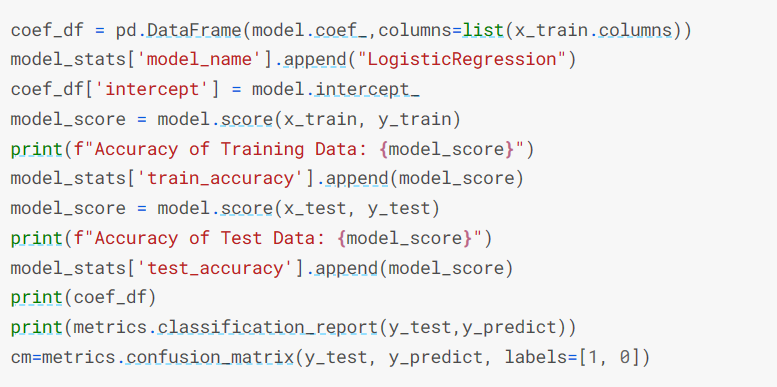 coef_df = pd.DataFrame(model.coef_,columns=list(x_train.columns))
model_stats['model_name'].append("LogisticRegression")
coef_df['intercept'] = model.intercept_
model_score = model.score(x_train, y_train)
print(f"Accuracy of Training Data: {model_score}")
model_stats['train_accuracy'].append(model_score)
model_score = model.score(x_test, y_test)
print(f"Accuracy of Test Data: {model_score}")
model_stats['test_accuracy'].append(model_score)
print(coef_df)
print(metrics.classification_report(y_test,y_predict))
cm=metrics.confusion_matrix(y_test, y_predict, labels=[1, 0])